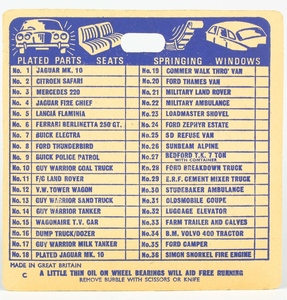 PLATED PARTS SEATS SPRINGING WINDOWS
No. 1 JAGUAR MK. 10
No. 2 CITROEN SAFARI
No. 3 MERCEDES 220
No. 4 JAGUAR FIRE CHIEF
No. 5 LANCIA FLAMINIA
No. 6 FERRARI BERLINETTA 250 GT.
No. 7 BUICK ELECTRA
No. 8 FORD THUNDERBIRD
No. 9 BUICK POLICE PATROL
No. 10 GUY WARRIOR COAL TRUCK
No. 11 F/C LAND ROVER
No. 12 V.W. TOWER WAGON
No. 13 GUY WARRIOR SAND TRUCK
No. 14 GUY WARRIOR TANKER
No. 15 WAGONAIRE T.V. CAR
No. 16 DUMP TRUCK/DOZER
No. 17 GUY WARRIOR MILK TANKER
No. 18 PLATED JAGUAR MK. 10
No. 19 COMMER WALK THRO' VAN
No. 20 FORD THAMES VAN
No. 21 MILITARY LAND ROVER
No. 22 MILITARY AMBULANCE
No. 23 LOADMASTER SHOVEL
No. 24 FORD ZEPHYR ESTATE
No. 25 SD REFUSE VAN
No. 26 SUNBEAM ALPINE
No. 27 BEDFORD T.K. 7 TON
WITH CONTAINER
No. 28 FORD BREAKDOWN TRUCK
No. 29 E.R.F. CEMENT MIXER TRUCK
No. 30 STUDEBAKER AMBULANCE
No. 31 OLDSMOBILE COUPE
No. 32 LUGGAGE ELEVATOR
No. 33 FARM TRAILER AND CALVES
No. 34 B.M. VOLVO 400 TRACTOR
No. 35 FORD CAMPER
No. 36 SIMON SNORKEL FIRE ENGINE
MADE IN GREAT BRITAIN
C A LITTLE THIN OIL ON WHEEL BEARINGS WILL AID FREE RUNNING
REMOVE BUBBLE WITH SCISSORS OR KNIFE